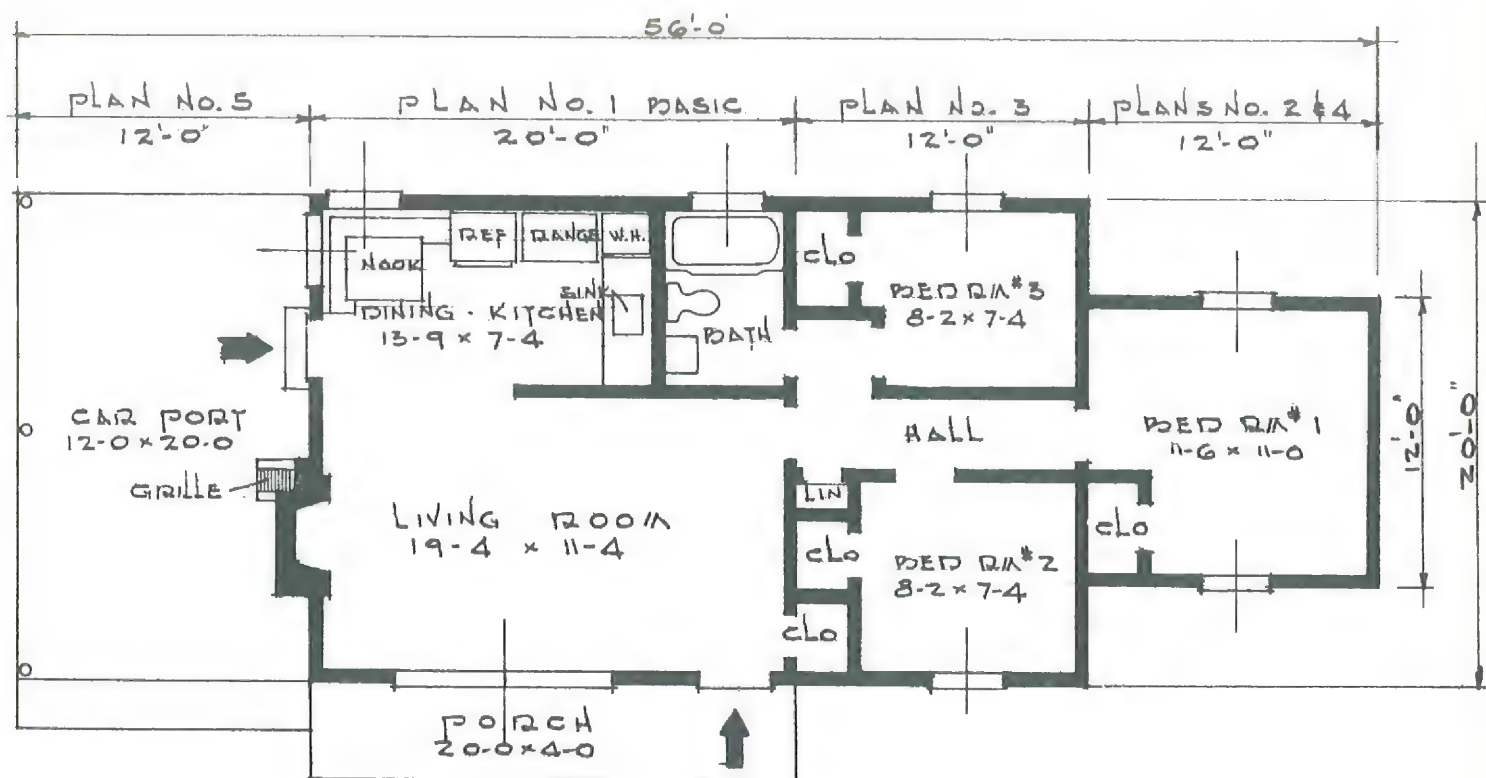 56'-0"
PLAN No. 5
12'-0"
PLAN No. 1 BASIC
20'-0"
PLAN No. 3
12'-0"
PLANS No. 2 & 4
12'-0"
REF
RANGE
W.H.
NOOK
SINK
DINING - KITCHEN
13-9 x 7-4
BATH
CLO
BED RM #3
8-2 x 7-4
CAR PORT
12-0 x 20-0
GRILLE
LIVING ROOM
19-4 x 11-4
HALL
BED RM #1
11-6 x 11-0
12'-0"
20'-0"
LIN
CLO
BED RM #2
8-2 x 7-4
CLO
CLO
PORCH
20-0 x 4-0